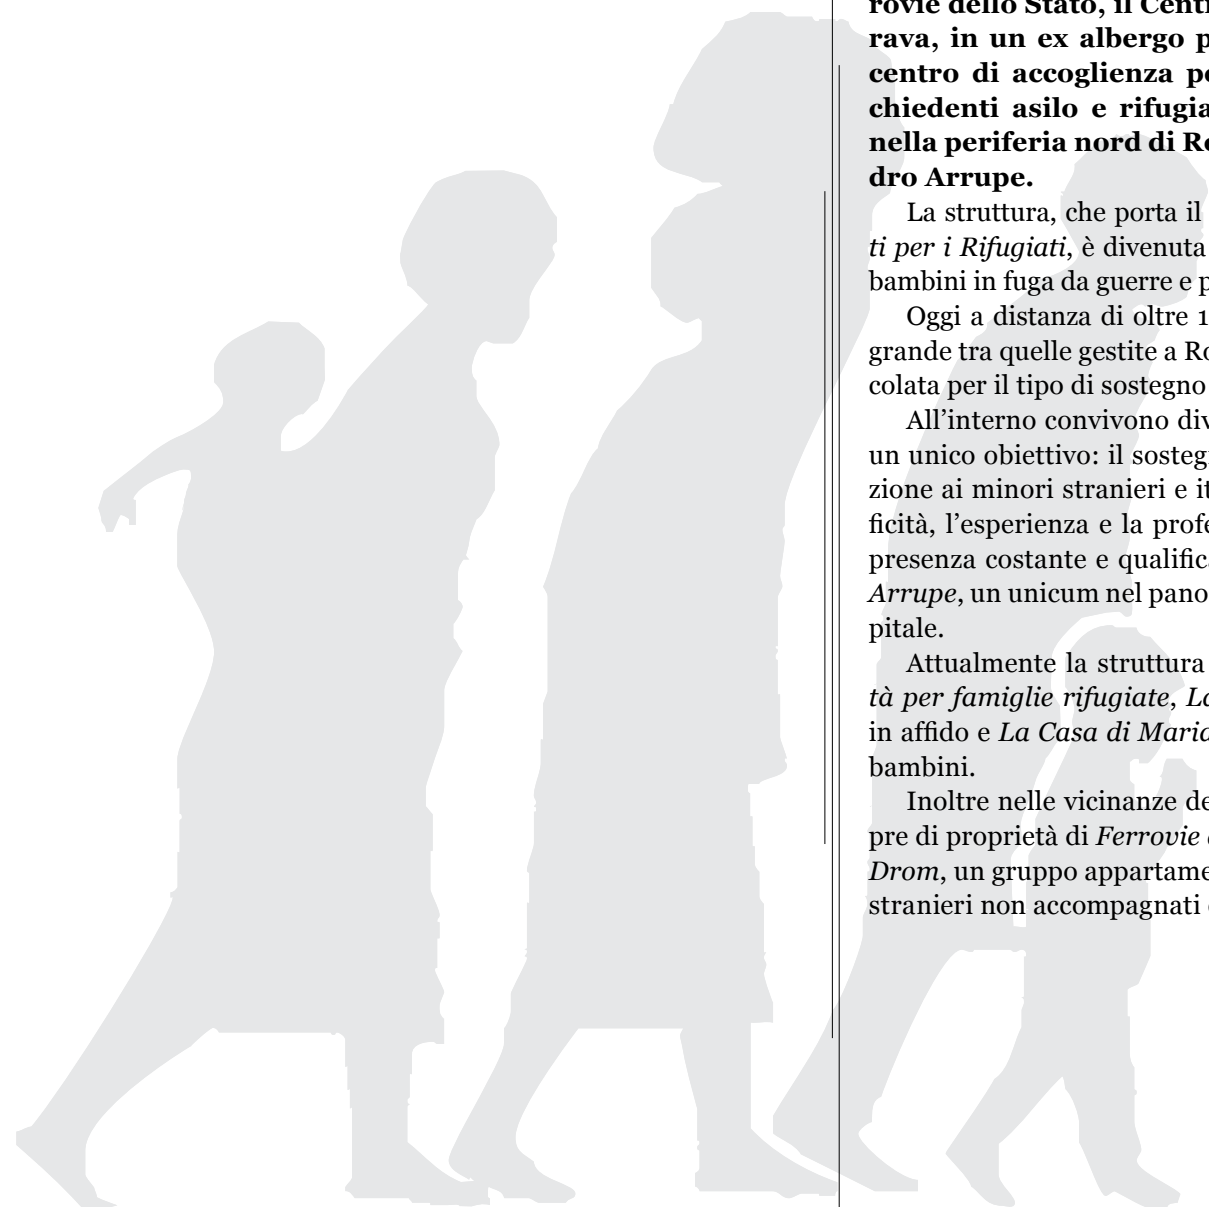 rovie dello Stato, il Cent
rava, in un ex albergo p
centro di accoglienza pe
chiedenti asilo e rifugia
nella periferia nord di Ro
dro Arrupe.
La struttura, che porta il
ti per i Rifugiati, è divenuta
bambini in fuga da guerre e p
Oggi a distanza di oltre 1
grande tra quelle gestite a Ro
colata per il tipo di sostegno
All’interno convivono div
un unico obiettivo: il sosteg
zione ai minori stranieri e it
ficità, l’esperienza e la profe
presenza costante e qualific
Arrupe, un unicum nel pano
pitale.
Attualmente la struttura
tà per famiglie rifugiate, La
in affido e La Casa di Maria
bambini.
Inoltre nelle vicinanze de
pre di proprietà di Ferrovie
Drom, un gruppo appartame
stranieri non accompagnati